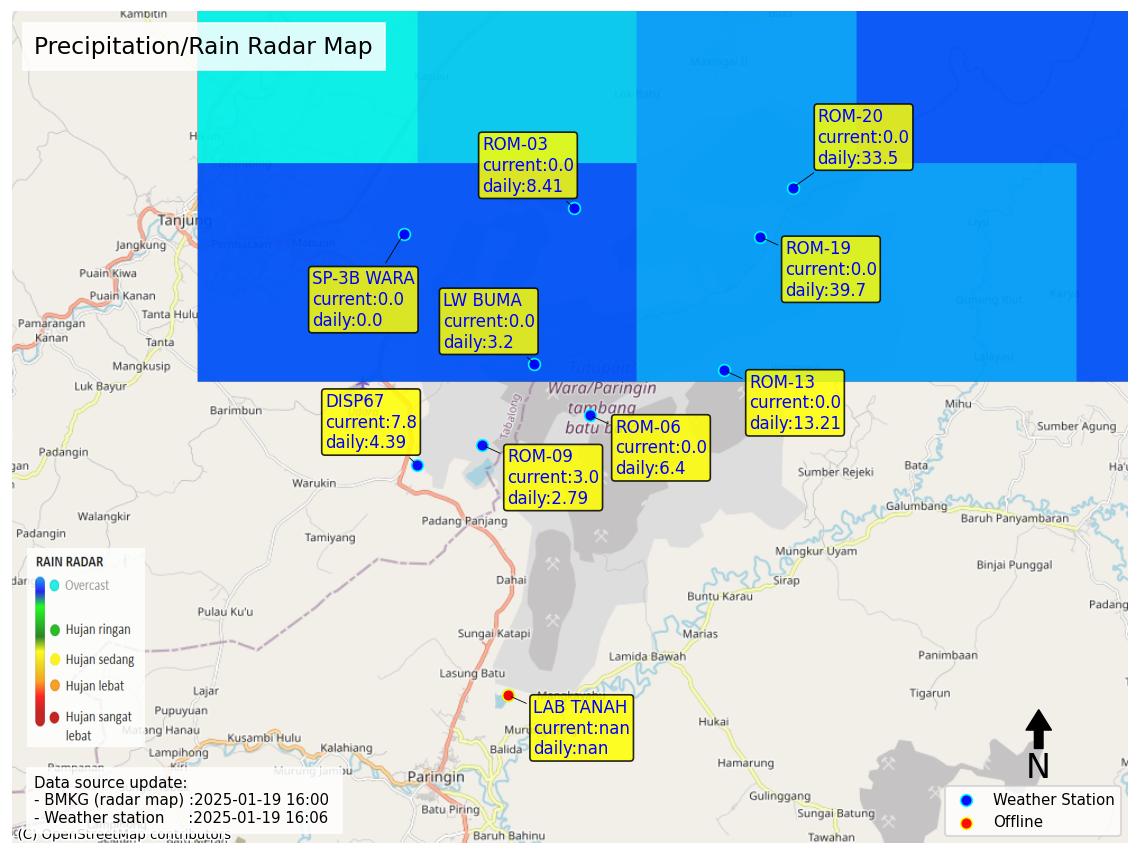 Kambitin
Precipitation/Rain Radar Map
ROM-20
current:0.0
daily:33.5
ROM-03
current:0.0
daily:8.41
Tanjung
Jangkung
ROM-19
current:0.0
daily:39.7
SP-3B WARA
current:0.0
daily:0.0
Puain Kiwa
Puain Kanan
LW BUMA
current:0.0
daily:3.2
Tanta Hulu
Pamarangan
Kanan
Tanta
Mangkusip
Luk Bayur
Wara/Paringin
tambang
batu b
ROM-13
current:0.0
daily:13.21
DISP67
current:7.8
daily:4.39
Barimbun
Tabalong
Mihu
ROM-06
current:0.0
daily:6.4
Sumber Agung
Padangin
ROM-09
current:3.0
daily:2.79
Bata
Sumber Rejeki
Warukin
Galumbang
Walangkir
Padang Panjang
Baruh Panyambaran
Padangin
Tamiyang
Mungkur Uyam
RAIN RADAR
Overcast
Hujan ringan
Hujan sedang
Hujan lebat
Hujan sangat
lebat
Binjai Punggal
Dahai
Sirap
Buntu Karau
Padang
Pulau Ku'u
Sungai Katapi
Marias
Lamida Bawah
Panimbaan
Lasung Batu
Lajar
Tigarun
LAB TANAH
current:nan
daily:nan
Pupuyuan
Matang Hanau
Kusambi Hulu
Hukai
Lampihong
Kalahiang
Balida
Hamarung
N
Murung Jambu
Paringin
Data source update:
- BMKG (radar map) :2025-01-19 16:00
- Weather station :2025-01-19 16:06
Gulinggang
Weather Station
Offline
Batu Piring
Sungai Batung
(C) OpenStreetMap contributors
Baruh Bahinu
Tawahan